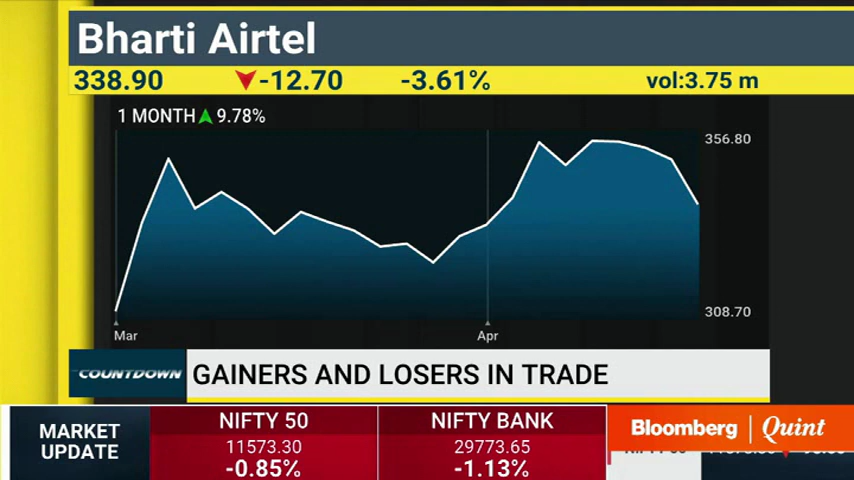 Bharti Airtel
338.90 -12.70 -3.61% vol:3.75 m
1 MONTH 9.78%
356.80
308.70
Mar Apr
COUNTDOWN GAINERS AND LOSERS IN TRADE
MARKET UPDATE
NIFTY 50
11573.30
-0.85%
NIFTY BANK
29773.65
-1.13%
Bloomberg | Quint